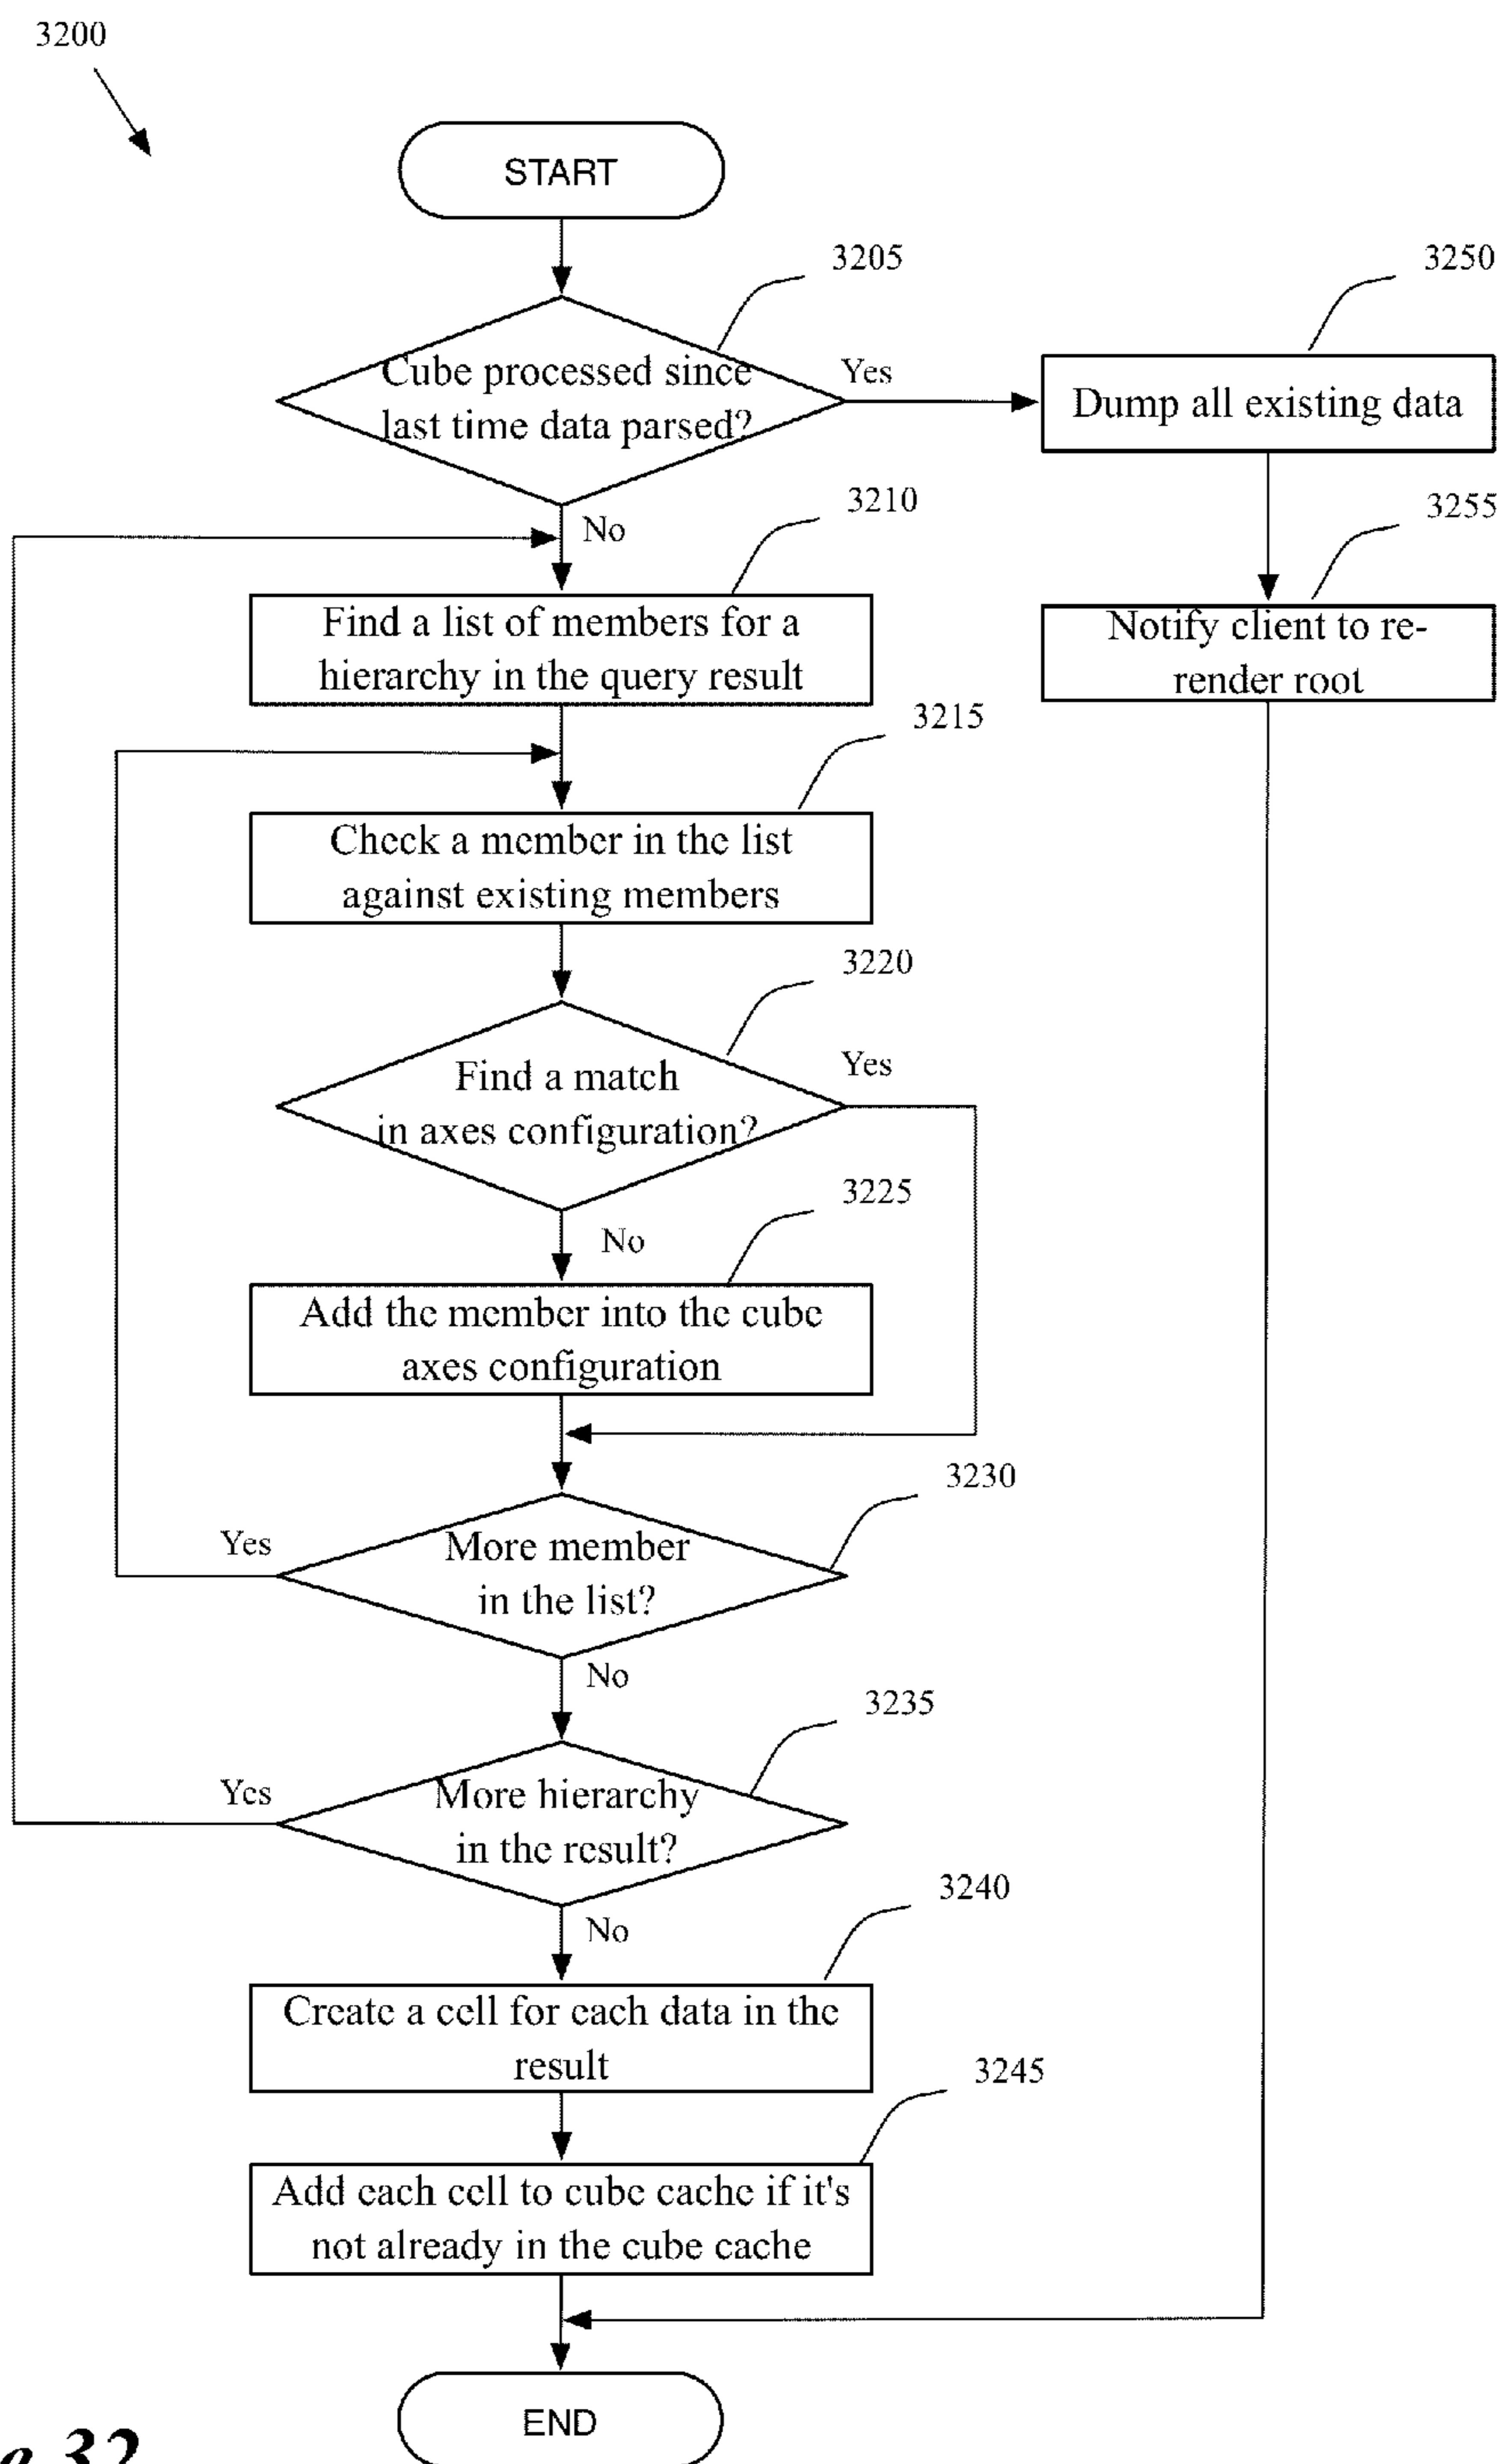 3200
START
3205
3250
Cube processed since
last time data parsed?
Yes
Dump all existing data
3210
3255
No
Find a list of members for a
hierarchy in the query result
Notify client to re-
render root
3215
Check a member in the list
against existing members
3220
Find a match
in axes configuration?
Yes
3225
No
Add the member into the cube
axes configuration
3230
Yes
More member
in the list?
No
3235
Yes
More hierarchy
in the result?
3240
No
Create a cell for each data in the
result
3245
Add each cell to cube cache if it's
not already in the cube cache
END
32